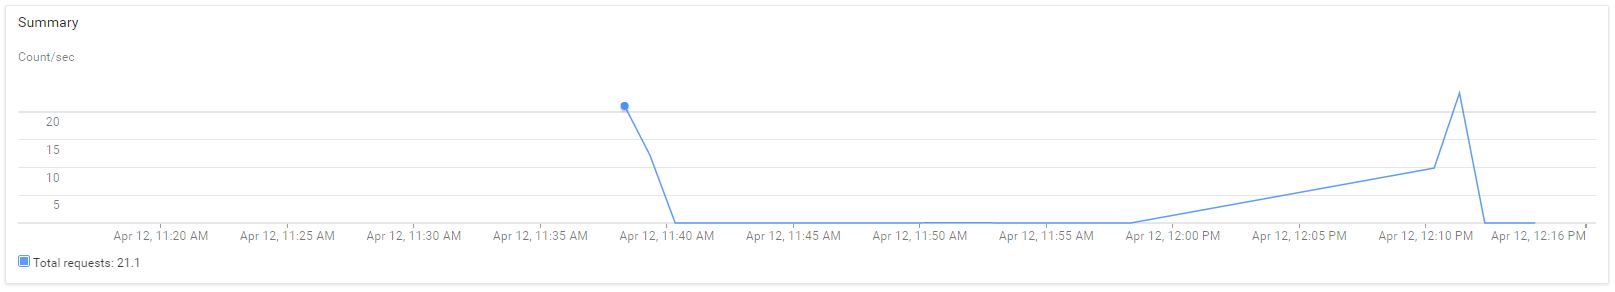 Summary
Count/sec
20
15
10
5
Apr 12, 11:20 AM Apr 12, 11:25 AM Apr 12, 11:30 AM Apr 12, 11:35 AM Apr 12, 11:40 AM Apr 12, 11:45 AM Apr 12, 11:50 AM Apr 12, 11:55 AM Apr 12, 12:00 PM Apr 12, 12:05 PM Apr 12, 12:10 PM Apr 12, 12:16 PM
Total requests: 21.1